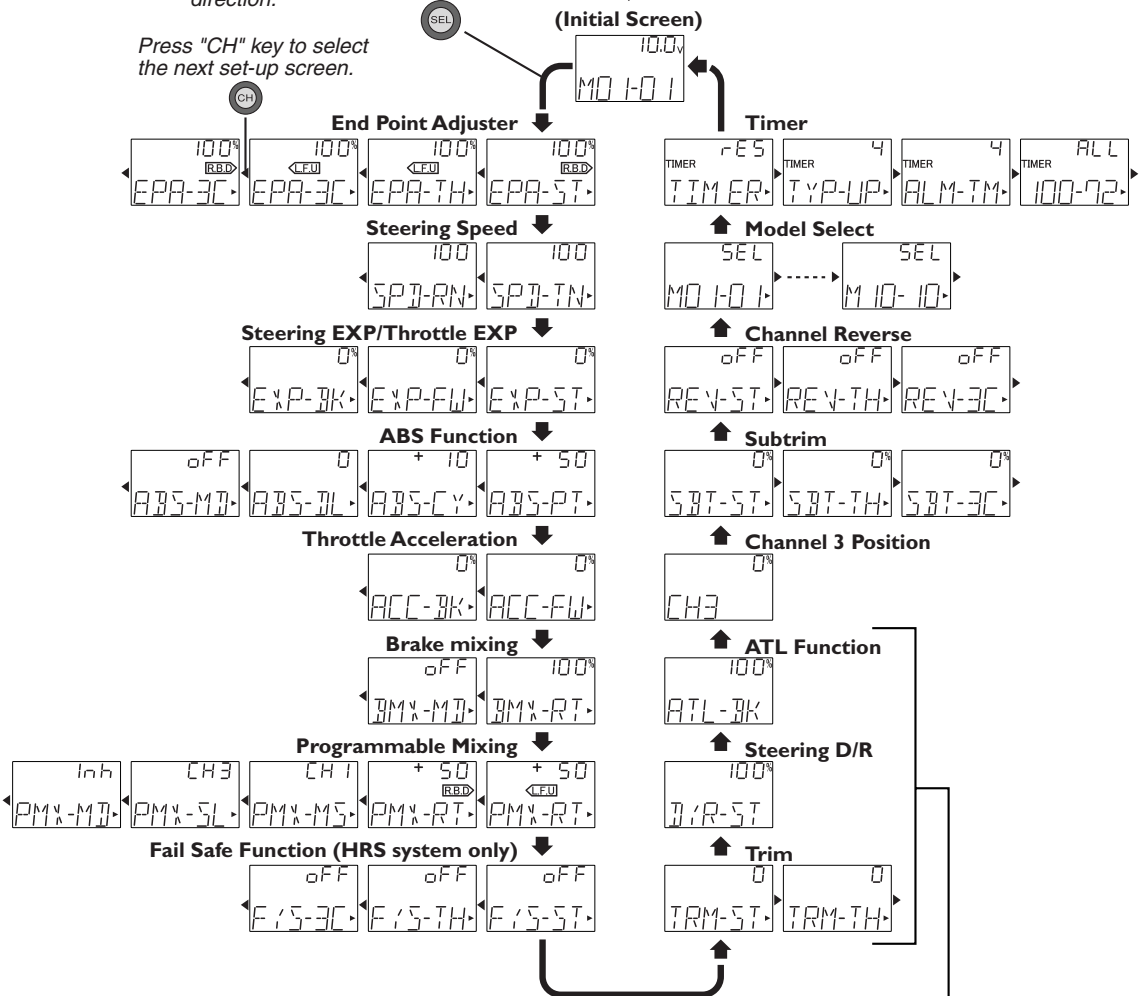 direction.
SEL
(Initial Screen)
10.0v
M01-01
Press "CH" key to select
the next set-up screen.
CH
End Point Adjuster
100%
R.B.D
EPA-3C
100%
L.F.U
EPA-3C
100%
L.F.U
EPA-TH
100%
R.B.D
EPA-ST
Timer
rES
TIMER
TIMER
4
TIMER
TYP-UP
4
TIMER
ALM-TM
ALL
TIMER
100-72
Steering Speed
100
SPD-RN
100
SPD-TN
Model Select
SEL
M01-01
SEL
M10-10
Steering EXP/Throttle EXP
0%
EXP-BK
0%
EXP-FW
0%
EXP-ST
Channel Reverse
oFF
REV-ST
oFF
REV-TH
oFF
REV-3C
ABS Function
oFF
ABS-MD
0
ABS-DL
+ 10
ABS-CY
+ 50
ABS-PT
Subtrim
0%
SBT-ST
0%
SBT-TH
0%
SBT-3C
Throttle Acceleration
0%
ACC-BK
0%
ACC-FW
Channel 3 Position
0%
CH3
Brake mixing
oFF
BMX-MD
100%
BMX-RT
ATL Function
100%
ATL-BK
Programmable Mixing
Inh
PMX-MD
CH3
PMX-SL
CH1
PMX-MS
+ 50
R.B.D
PMX-RT
+ 50
L.F.U
PMX-RT
Steering D/R
100%
D/R-ST
Fail Safe Function (HRS system only)
oFF
F/S-3C
oFF
F/S-TH
oFF
F/S-ST
Trim
0
TRM-ST
0
TRM-TH